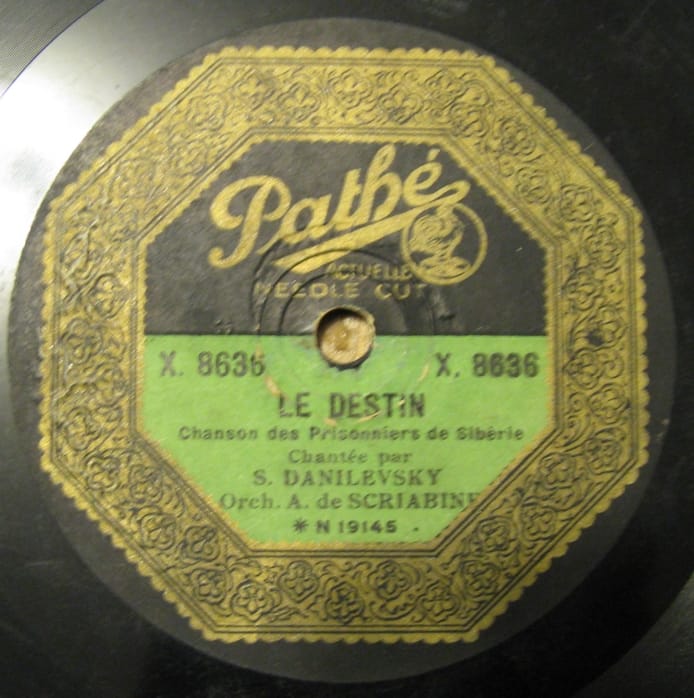 Pathé
ACTUELLE
NEEDLE CUT
X. 8636 X. 8636
LE DESTIN
Chanson des Prisonniers de Sibérie
Chantée par
S. DANILEVSKY
Orch. A. de SCRIABINE
* N 19145 .